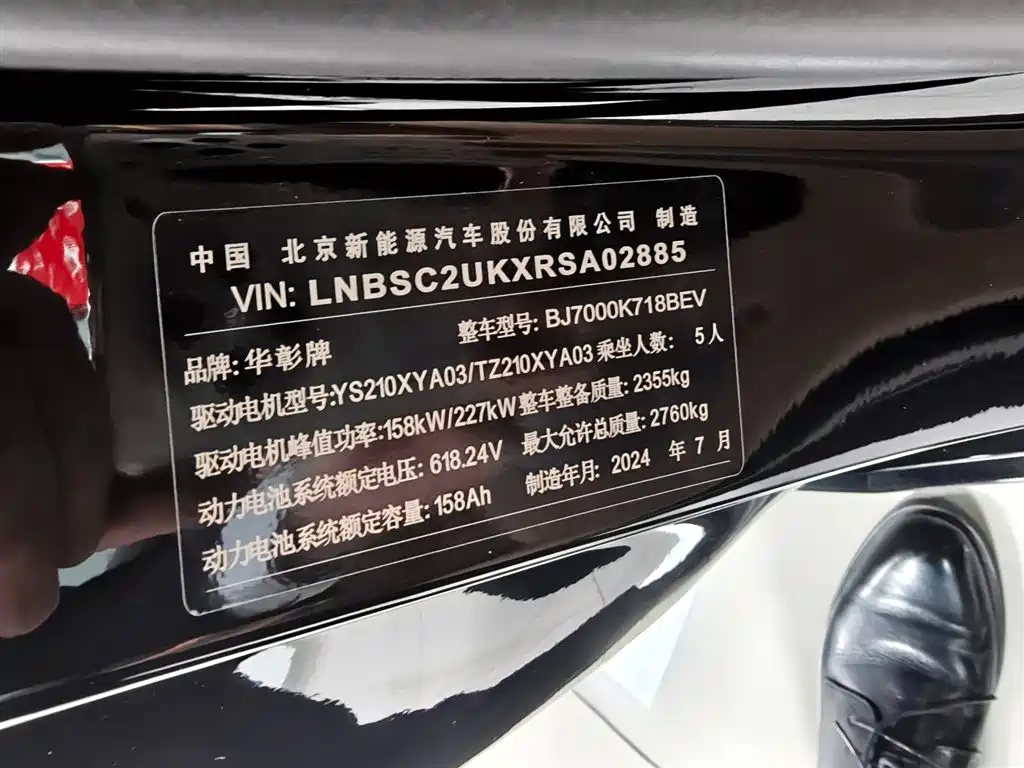 中国 北京新能源汽车股份有限公司 制造
VIN: LNBSC2UKXRSA02885
品牌: 华彰牌 整车型号: BJ7000K718BEV
驱动电机型号:YS210XYA03/TZ210XYA03 乘坐人数: 5人
驱动电机峰值功率:158kW/227kW 整车整备质量: 2355kg
动力电池系统额定电压: 618.24V 最大允许总质量: 2760kg
动力电池系统额定容量: 158Ah 制造年月: 2024 年 7 月